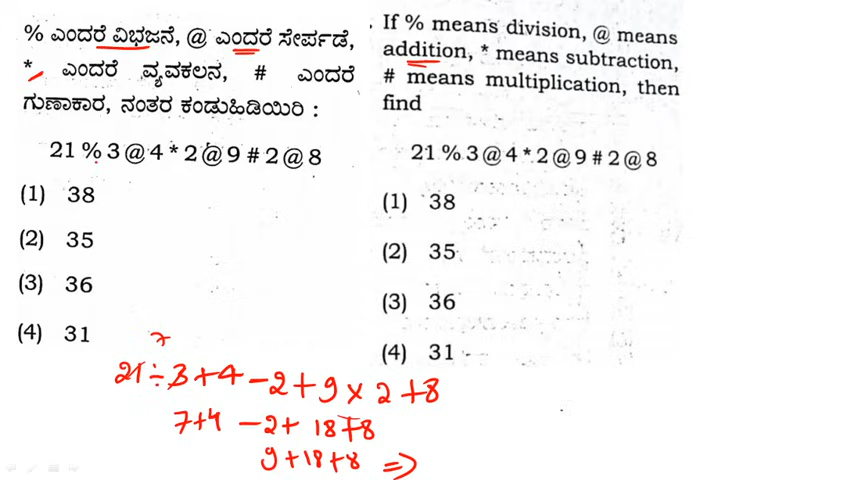 % ಎಂದರೆ ವಿಭಜನೆ, @ ಎಂದರೆ ಸೇರ್ಪಡೆ,
* ಎಂದರೆ ವ್ಯವಕಲನ, # ಎಂದರೆ
ಗುಣಾಕಾರ, ನಂತರ ಕಂಡುಹಿಡಿಯಿರಿ :
21 % 3 @ 4 * 2 @ 9 # 2 @ 8
(1) 38
(2) 35
(3) 36
(4) 31
If % means division, @ means
addition, * means subtraction,
# means multiplication, then
find
21 % 3 @ 4 * 2 @ 9 # 2 @ 8
(1) 38
(2) 35
(3) 36
(4) 31
7
21 ÷ 3 + 4 - 2 + 9 × 2 + 8
7+4 - 2 + 18 + 8
9 + 18 + 8 =>